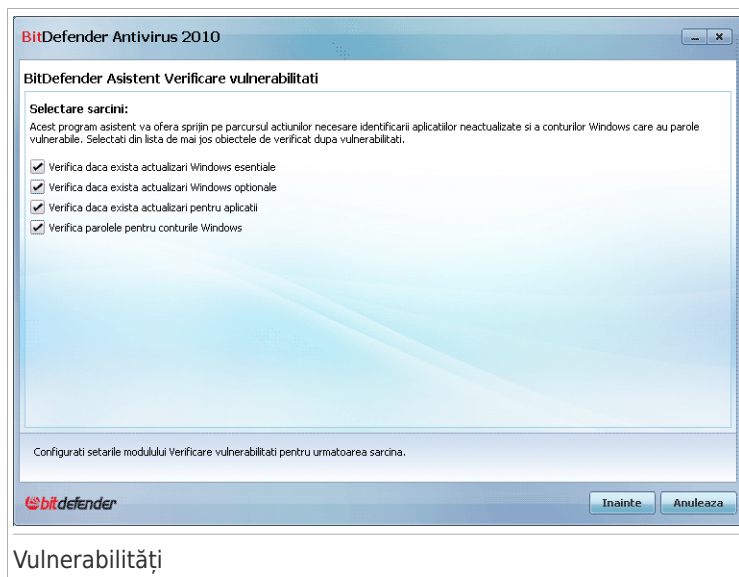 BitDefender Antivirus 2010
BitDefender Asistent Verificare vulnerabilitati
Selectare sarcini:
Acest program asistent va ofera sprijin pe parcursul actiunilor necesare identificarii aplicatiilor neactualizate si a conturilor Windows care au parole
vulnerabile. Selectati din lista de mai jos obiectele de verificat dupa vulnerabilitati.
Verifica daca exista actualizari Windows esentiale
Verifica daca exista actualizari Windows optionale
Verifica daca exista actualizari pentru aplicatii
Verifica parolele pentru conturile Windows
Configurati setarile modulului Verificare vulnerabilitati pentru urmatoarea sarcina.
bitdefender
Inainte
Anuleaza
Vulnerabilități